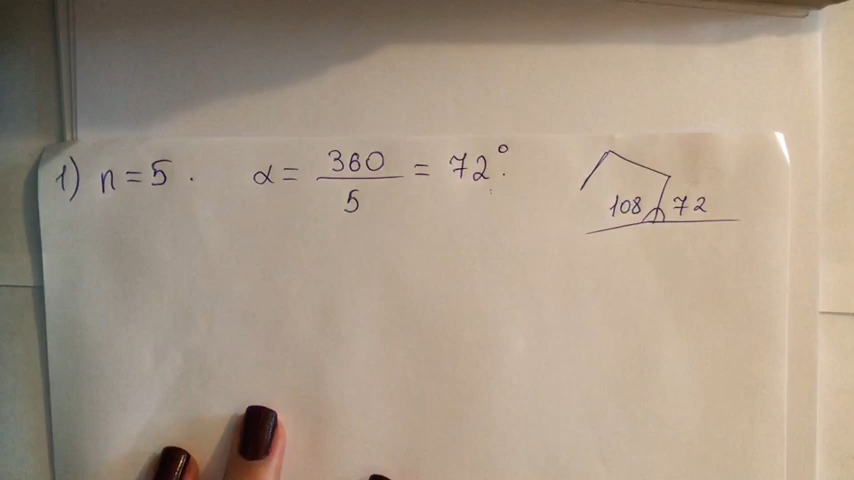 1) n = 5 . α = 360/5 = 72°.
108 72